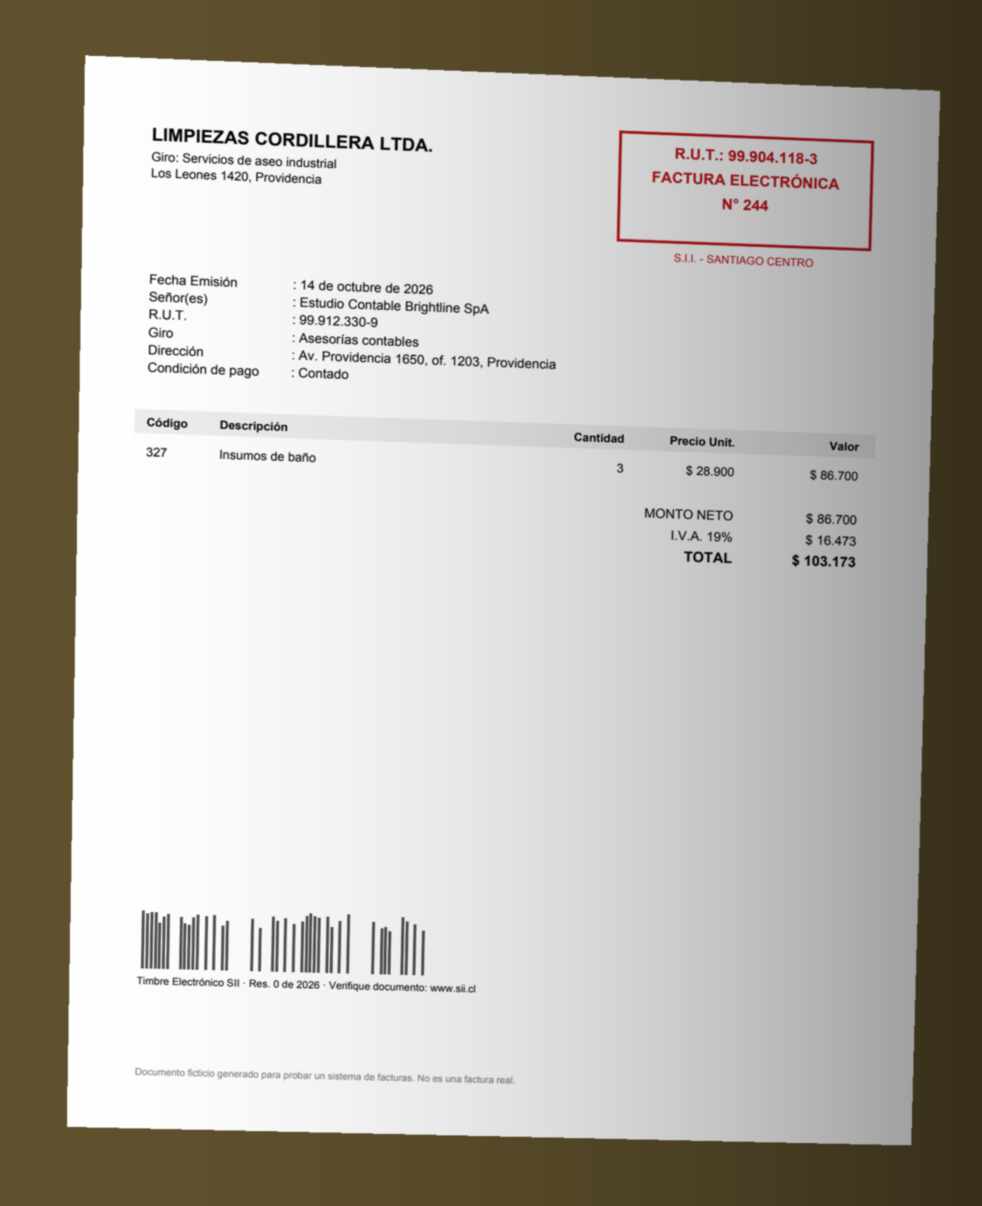 LIMPIEZAS CORDILLERA LTDA.
Giro: Servicios de aseo industrial
Los Leones 1420, Providencia
R.U.T.: 99.904.118-3
FACTURA ELECTRÓNICA
N° 244
S.I.I. - SANTIAGO CENTRO
Fecha Emisión : 14 de octubre de 2026
Señor(es) : Estudio Contable Brightline SpA
R.U.T. : 99.912.330-9
Giro : Asesorías contables
Dirección : Av. Providencia 1650, of. 1203, Providencia
Condición de pago : Contado
Código Descripción Cantidad Precio Unit. Valor
327 Insumos de baño 3 $ 28.900 $ 86.700
MONTO NETO $ 86.700
I.V.A. 19% $ 16.473
TOTAL $ 103.173
Timbre Electrónico SII · Res. 0 de 2026 · Verifique documento: www.sii.cl
Documento ficticio generado para probar un sistema de facturas. No es una factura real.